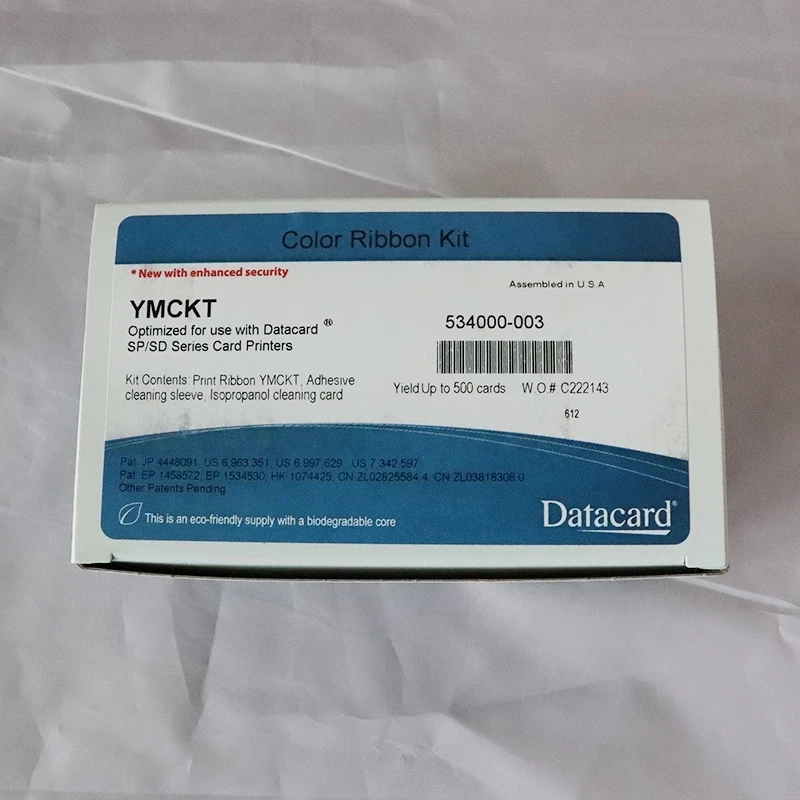 Color Ribbon Kit
* New with enhanced security
Assembled in U.S.A
YMCKT
534000-003
Optimized for use with Datacard ®
SP/SD Series Card Printers
Kit Contents: Print Ribbon YMCKT, Adhesive
cleaning sleeve, Isopropanol cleaning card
Yield:Up to 500 cards W.O.#: C222143
612
Pat. JP 4448091, US 6,963,351, US 6,997,629, US 7,342,597
Pat. EP 1458572, EP 1534530, HK 1074425, CN ZL02825584.4, CN ZL03818308.0
Other Patents Pending
This is an eco-friendly supply with a biodegradable core
Datacard®